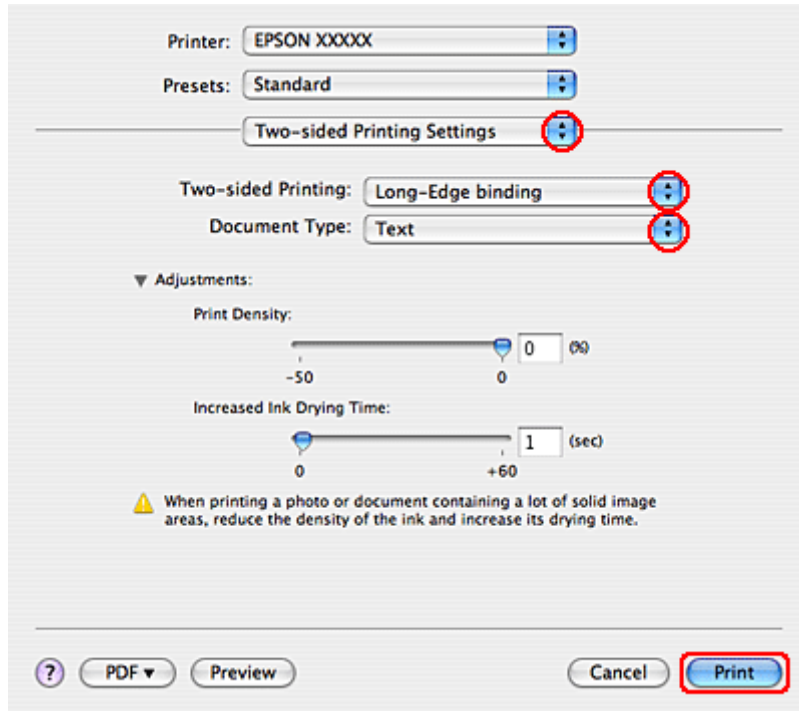 Printer: EPSON XXXXX
Presets: Standard
Two-sided Printing Settings
Two-sided Printing: Long-Edge binding
Document Type: Text
▼ Adjustments:
Print Density:
0 (%)
-50 0
Increased Ink Drying Time:
1 (sec)
0 +60
When printing a photo or document containing a lot of solid image
areas, reduce the density of the ink and increase its drying time.
? PDF ▼ Preview Cancel Print